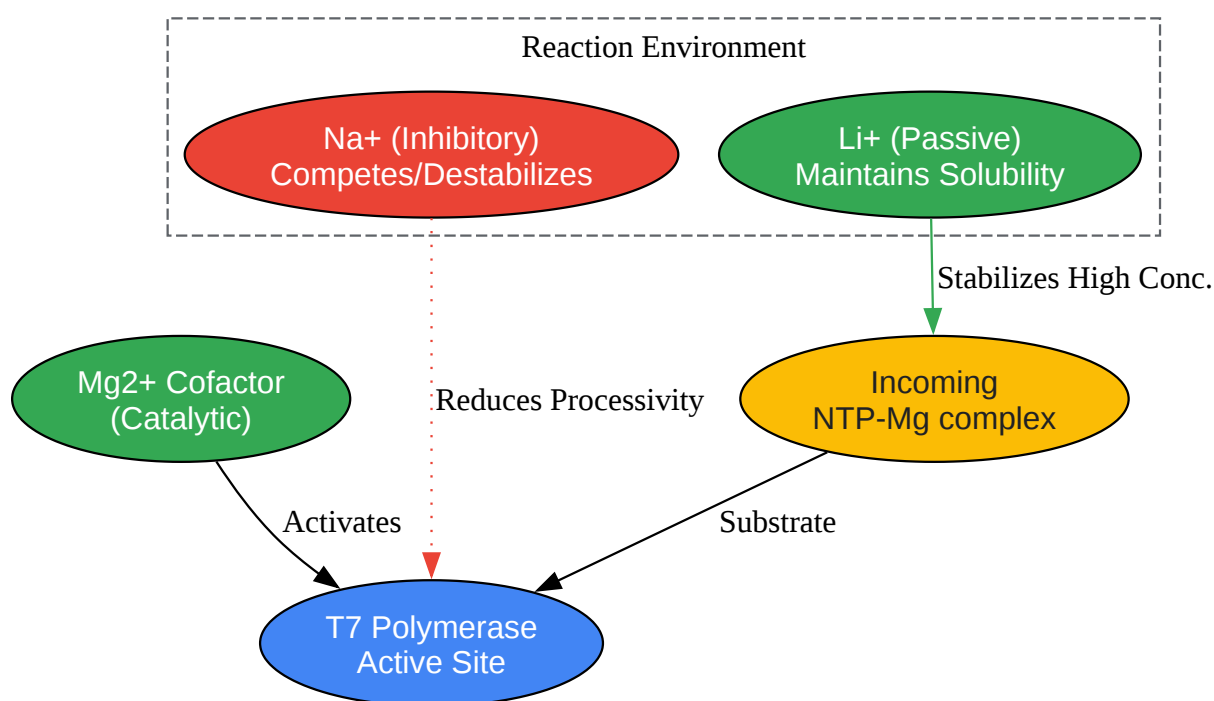 Reaction Environment
Na+ (Inhibitory)
Competes/Destabilizes
Li+ (Passive)
Maintains Solubility
Stabilizes High Conc.
Mg2+ Cofactor
(Catalytic)
Reduces Processivity
Incoming
NTP-Mg complex
Activates
Substrate
T7 Polymerase
Active Site